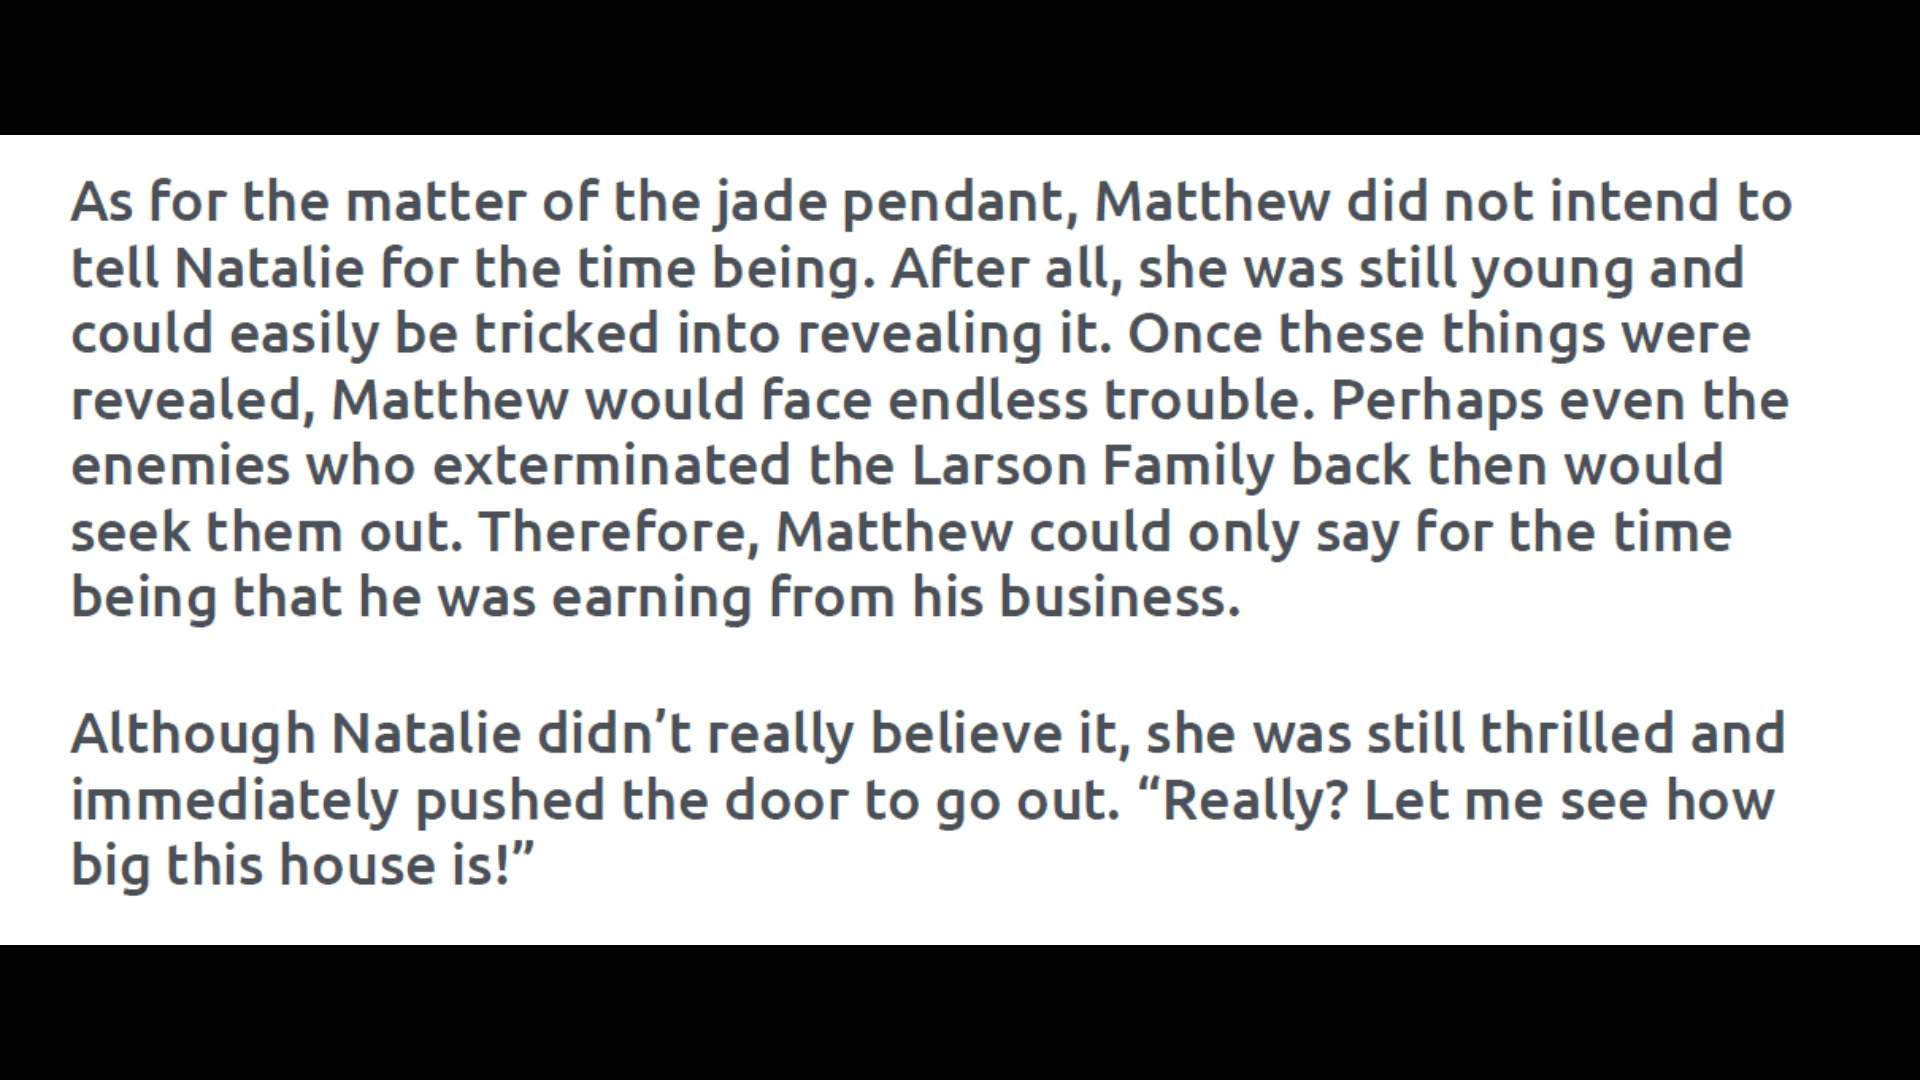 As for the matter of the jade pendant, Matthew did not intend to
tell Natalie for the time being. After all, she was still young and
could easily be tricked into revealing it. Once these things were
revealed, Matthew would face endless trouble. Perhaps even the
enemies who exterminated the Larson Family back then would
seek them out. Therefore, Matthew could only say for the time
being that he was earning from his business.
Although Natalie didn’t really believe it, she was still thrilled and
immediately pushed the door to go out. “Really? Let me see how
big this house is!”